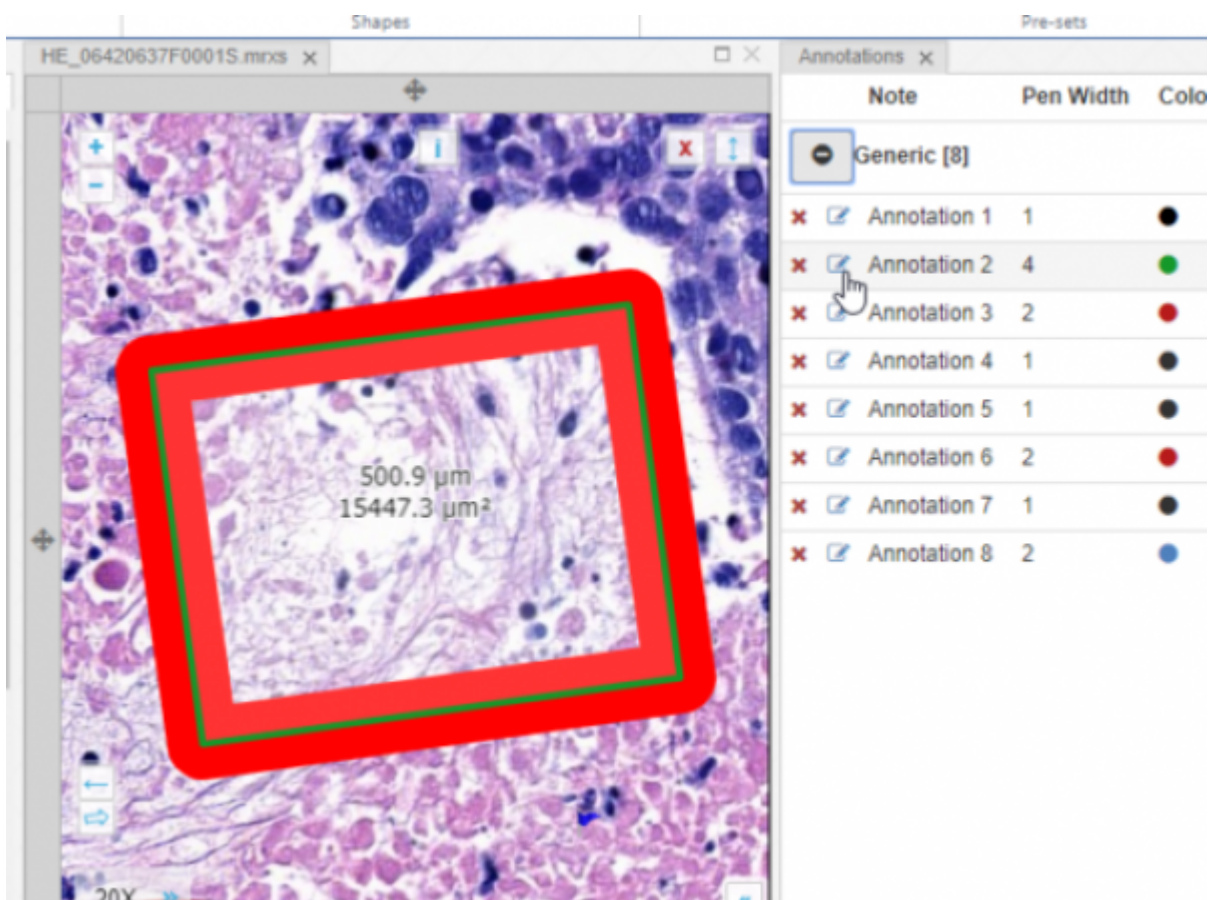 Shapes
Pre-sets
HE_06420637F0001S.mrxs
Annotations
Note Pen Width Colo
Generic [8]
Annotation 1 1
Annotation 2 4
Annotation 3 2
Annotation 4 1
Annotation 5 1
Annotation 6 2
Annotation 7 1
Annotation 8 2
500.9 µm
15447.3 µm²
20X